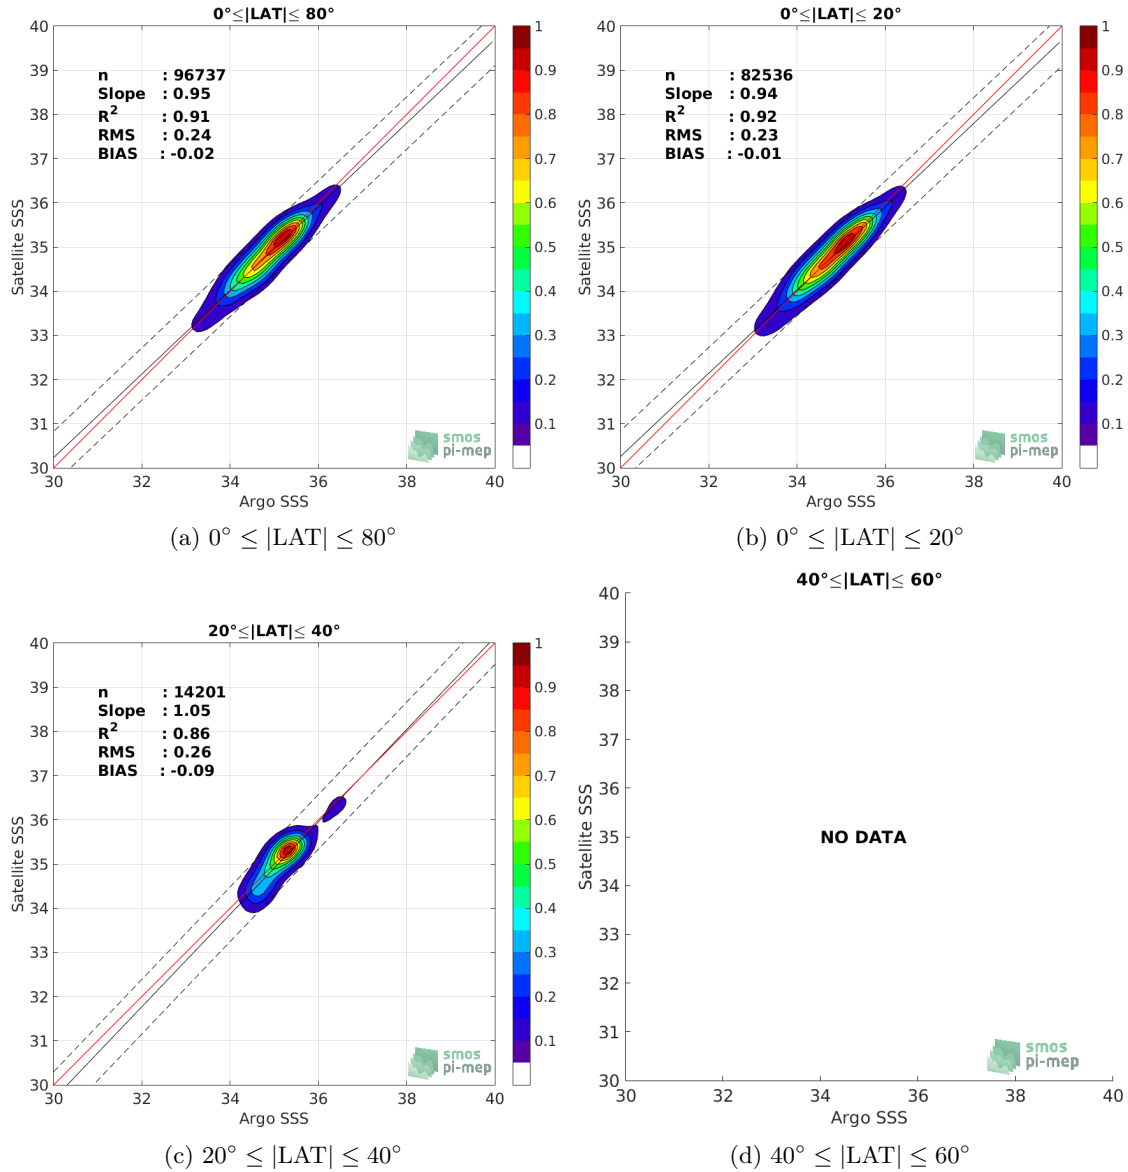 0°≤|LAT|≤ 80°
n : 96737
Slope : 0.95
R² : 0.91
RMS : 0.24
BIAS : -0.02
40
39
38
37
36
35
34
33
32
31
30
Satellite SSS
30 32 34 36 38 40
Argo SSS
1
0.9
0.8
0.7
0.6
0.5
0.4
0.3
0.2
0.1
smos
pi-mep
(a) 0° ≤ |LAT| ≤ 80°
0°≤|LAT|≤ 20°
n : 82536
Slope : 0.94
R² : 0.92
RMS : 0.23
BIAS : -0.01
40
39
38
37
36
35
34
33
32
31
30
Satellite SSS
30 32 34 36 38 40
Argo SSS
1
0.9
0.8
0.7
0.6
0.5
0.4
0.3
0.2
0.1
smos
pi-mep
(b) 0° ≤ |LAT| ≤ 20°
20°≤|LAT|≤ 40°
n : 14201
Slope : 1.05
R² : 0.86
RMS : 0.26
BIAS : -0.09
40
39
38
37
36
35
34
33
32
31
30
Satellite SSS
30 32 34 36 38 40
Argo SSS
1
0.9
0.8
0.7
0.6
0.5
0.4
0.3
0.2
0.1
smos
pi-mep
(c) 20° ≤ |LAT| ≤ 40°
40°≤|LAT|≤ 60°
40
39
38
37
36
35
34
33
32
31
30
Satellite SSS
NO DATA
30 32 34 36 38 40
Argo SSS
smos
pi-mep
(d) 40° ≤ |LAT| ≤ 60°